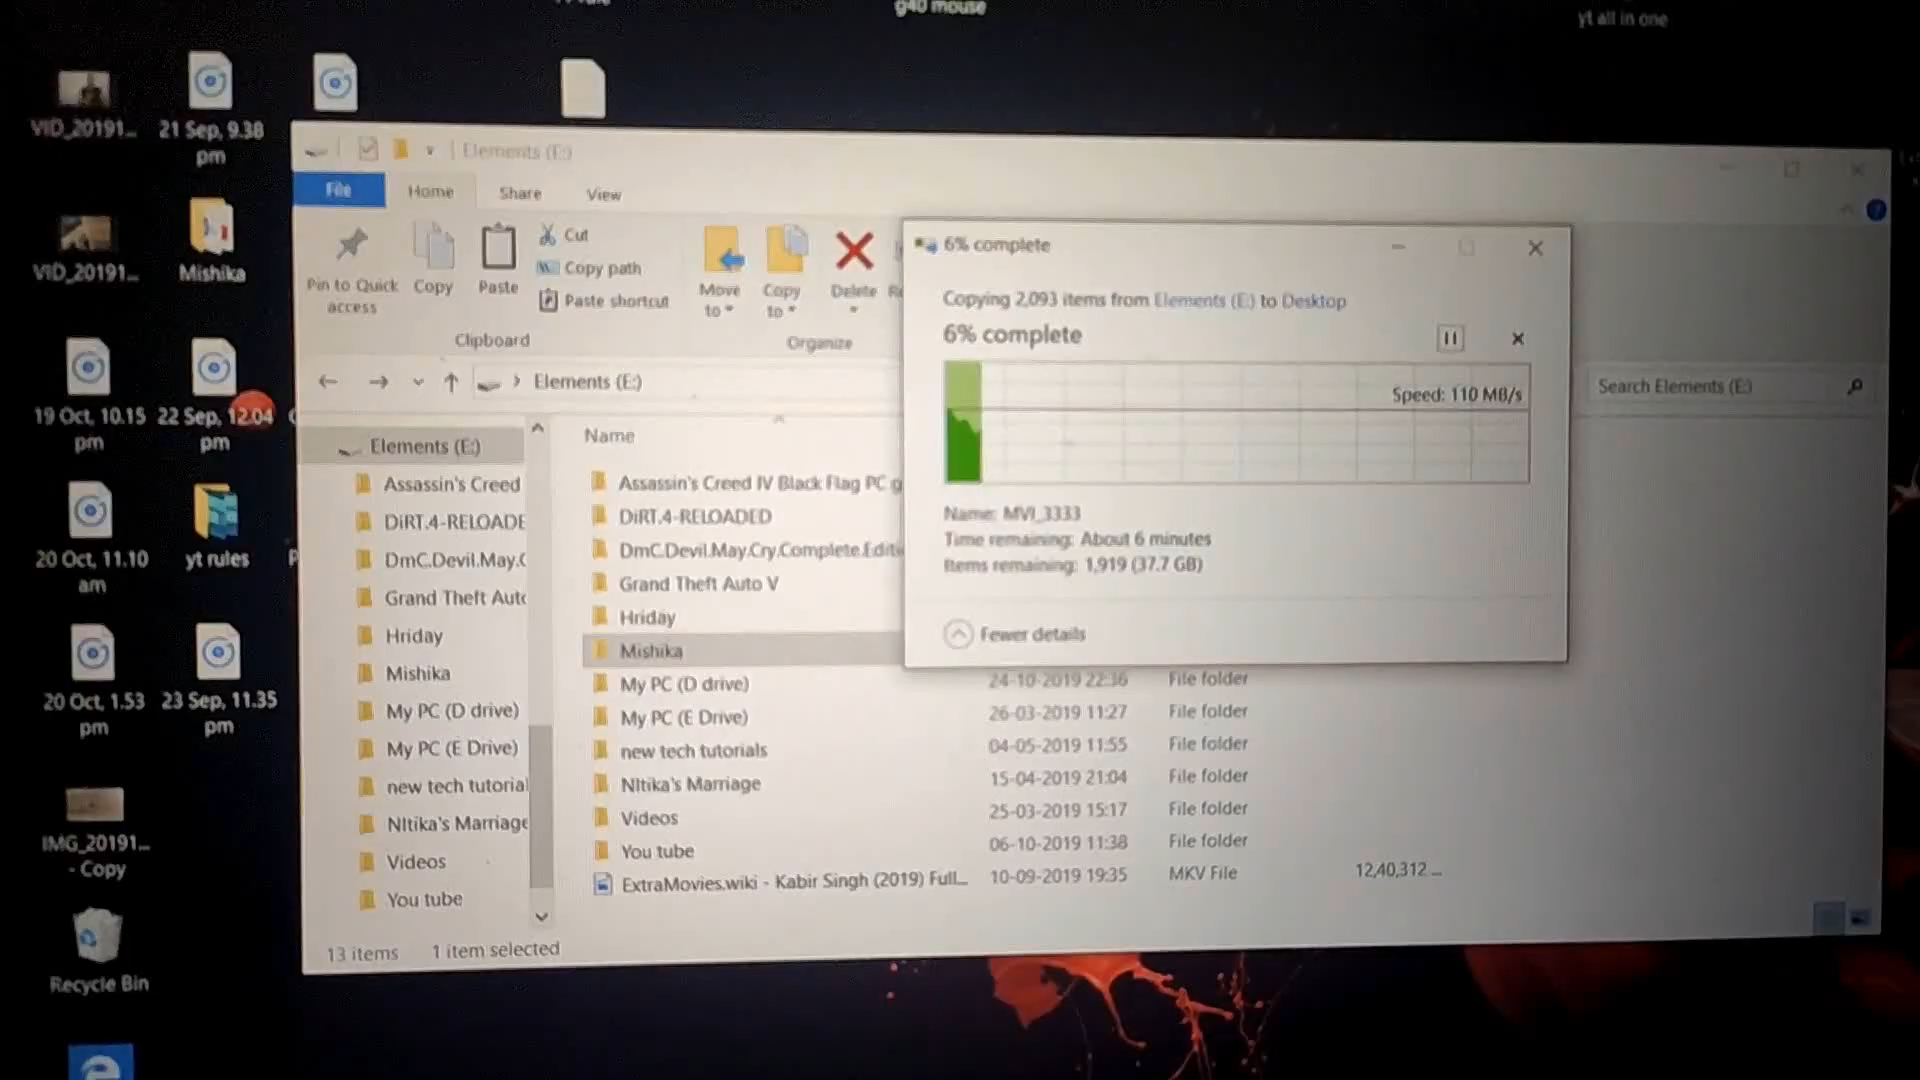 g40 mouse
yt all in one
VID_20191...
21 Sep, 9.38
pm
VID_20191...
Mishika
19 Oct, 10.15
pm
22 Sep, 12.04
pm
20 Oct, 11.10
am
yt rules
20 Oct, 1.53
pm
23 Sep, 11.35
pm
IMG_20191...
- Copy
Recycle Bin
Elements (E:)
File
Home
Share
View
Pin to Quick
access
Copy
Paste
Cut
Copy path
Paste shortcut
Move
to
Copy
to
Delete
Clipboard
Organize
Elements (E:)
Search Elements (E:)
Elements (E:)
Assassin's Creed
DiRT.4-RELOADE
DmC.Devil.May.C
Grand Theft Auto
Hriday
Mishika
My PC (D drive)
My PC (E Drive)
new tech tutorial
NItika's Marriage
Videos
You tube
Name
Assassin's Creed IV Black Flag PC g
DiRT.4-RELOADED
DmC.Devil.May.Cry.Complete.Editi
Grand Theft Auto V
Hriday
Mishika
My PC (D drive) 24-10-2019 22:36 File folder
My PC (E Drive) 26-03-2019 11:27 File folder
new tech tutorials 04-05-2019 11:55 File folder
NItika's Marriage 15-04-2019 21:04 File folder
Videos 25-03-2019 15:17 File folder
You tube 06-10-2019 11:38 File folder
ExtraMovies.wiki - Kabir Singh (2019) Full... 10-09-2019 19:35 MKV File 12,40,312 ...
13 items 1 item selected
6% complete
Copying 2,093 items from Elements (E:) to Desktop
6% complete
Speed: 110 MB/s
Name: MVI_3333
Time remaining: About 6 minutes
Items remaining: 1,919 (37.7 GB)
Fewer details